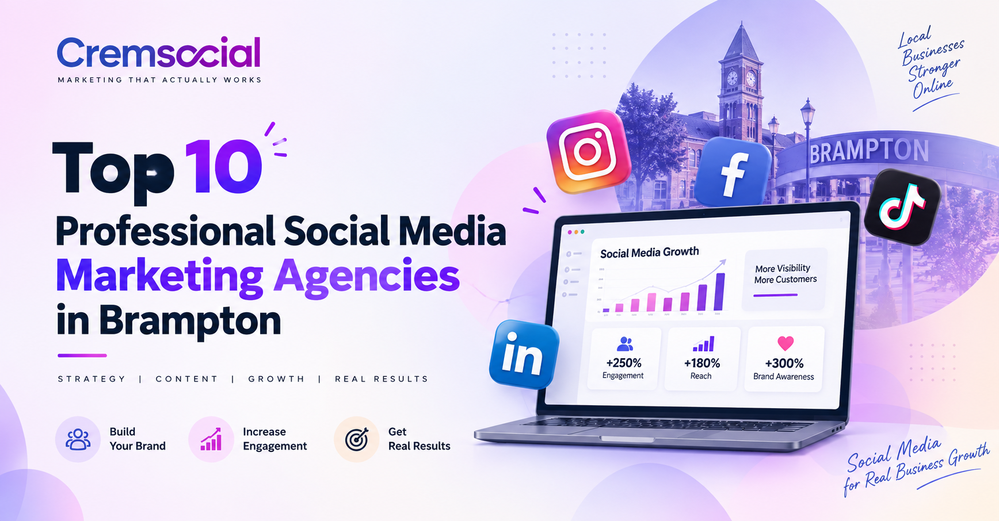 Cremsocial
MARKETING THAT ACTUALLY WORKS
Top 10
Professional Social Media
Marketing Agencies
in Brampton
STRATEGY | CONTENT | GROWTH | REAL RESULTS
Build
Your Brand
Increase
Engagement
Get
Real Results
Local
Businesses
Stronger
Online
BRAMPTON
in
Social Media Growth
More Visibility
More Customers
+250%
Engagement
+180%
Reach
+300%
Brand Awareness
Social Media
for Real Business Growth